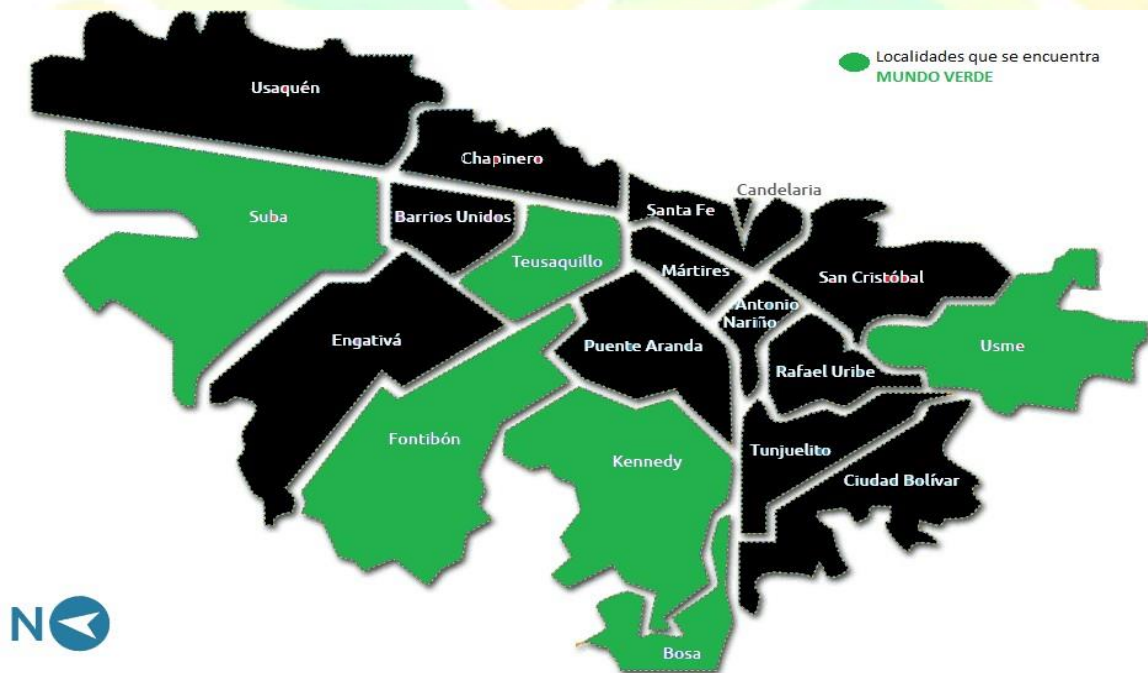 Localidades que se encuentra
MUNDO VERDE
Usaquén
Chapinero
Candelaria
Santa Fe
Suba
Barrios Unidos
Teusaquillo
Mártires
San Cristóbal
Antonio
Nariño
Engativá
Puente Aranda
Usme
Rafael Uribe
Fontibón
Kennedy
Tunjuelito
Ciudad Bolívar
N
Bosa